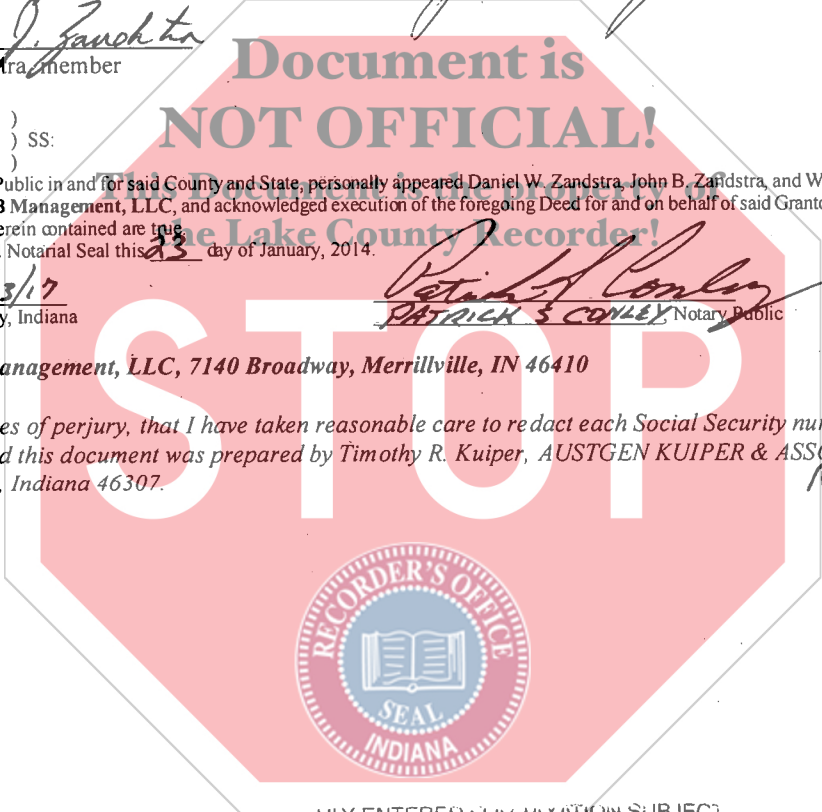 J. Zandstra
tra, member
Document is
)
NOT OFFICIAL!
) SS:
)
Public in and for said County and State, personally appeared Daniel W. Zandstra, John B. Zandstra, and W
This Document is the property of
B Management, LLC, and acknowledged execution of the foregoing Deed for and on behalf of said Granto
erein contained are true.
the Lake County Recorder!
Notarial Seal this 23 day of January, 2014.
3/17
y, Indiana
PATRICK S CONLEY, Notary Public
anagement, LLC, 7140 Broadway, Merrillville, IN 46410
STOP
es of perjury, that I have taken reasonable care to redact each Social Security nu
d this document was prepared by Timothy R. Kuiper, AUSTGEN KUIPER & ASSO
, Indiana 46307.
RECORDER'S OFFICE
SEAL
INDIANA